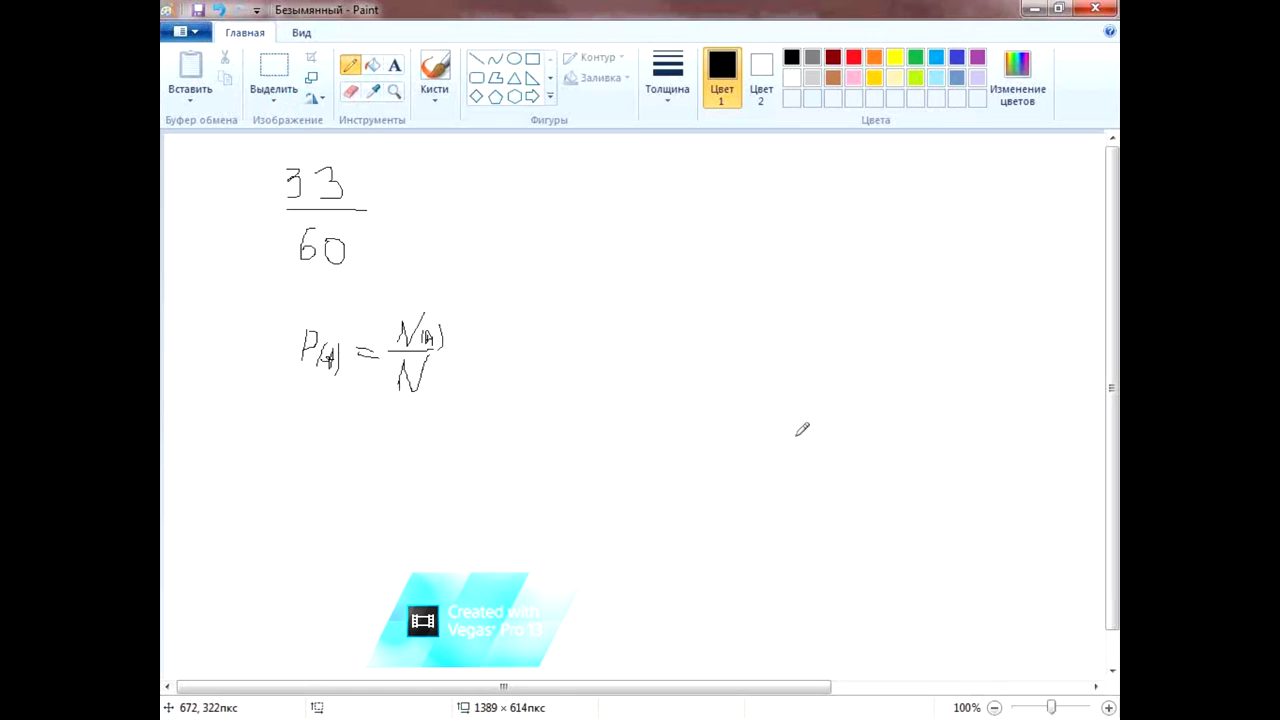 Безымянный - Paint
Главная Вид
Вставить
Выделить
Кисти
Контур
Заливка
Толщина
Цвет 1
Цвет 2
Изменение цветов
Буфер обмена
Изображение
Инструменты
Фигуры
Цвета
33
60
P(A) = N(A)
N
Created with
Vegas Pro 13
672, 322пкс
1389 × 614пкс
100%